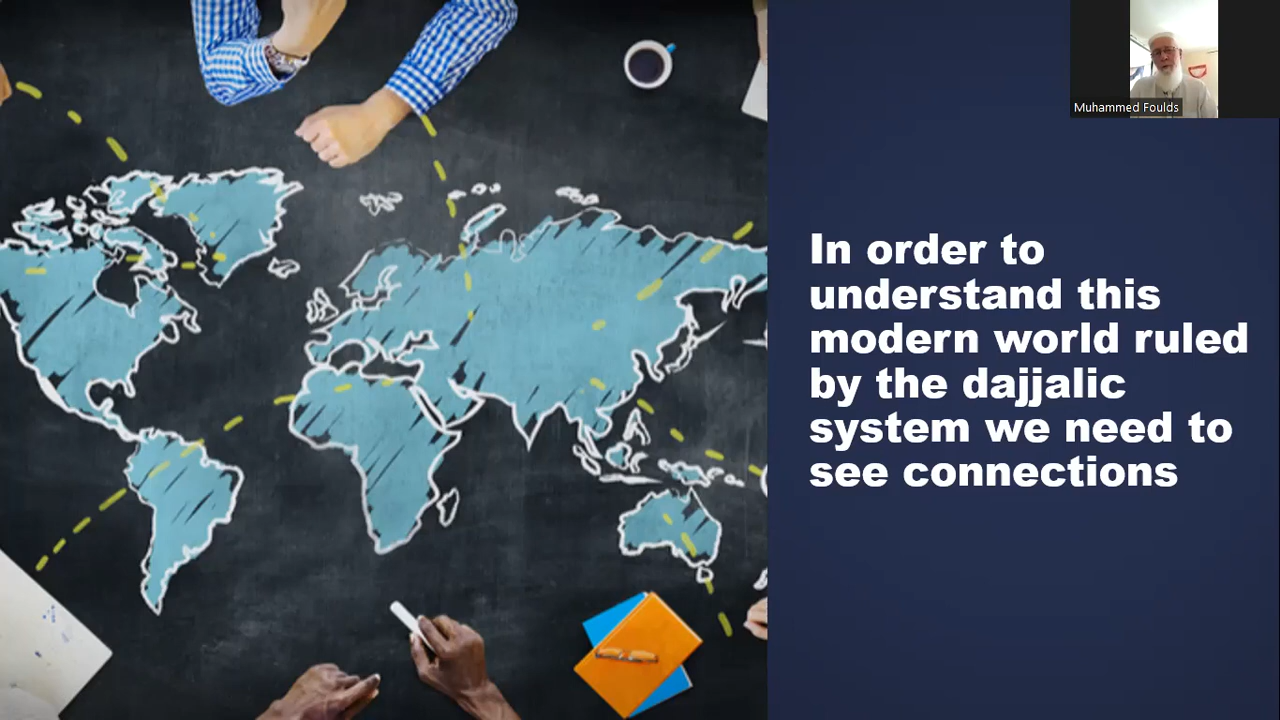 Muhammed Foulds
In order to
understand this
modern world ruled
by the dajjalic
system we need to
see connections